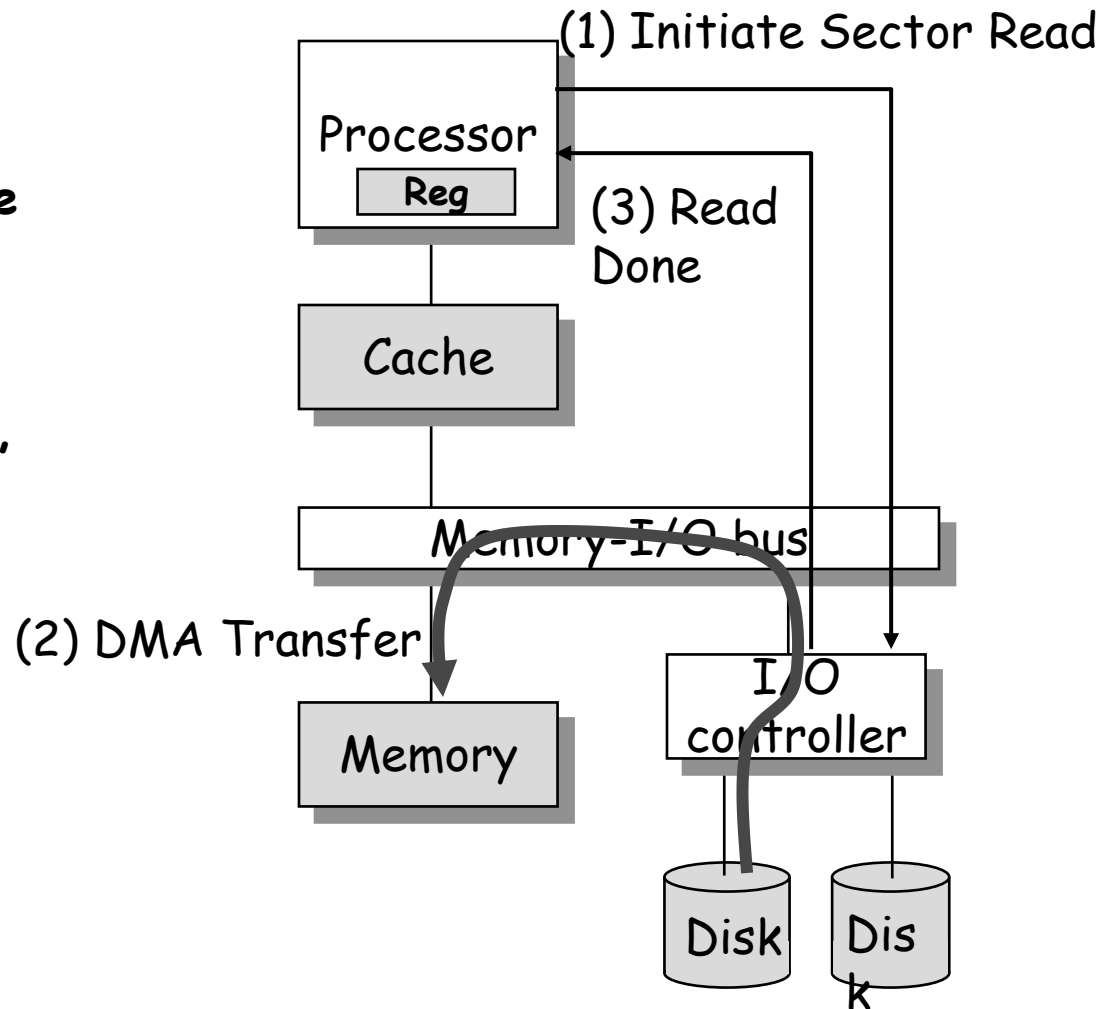 (1) Initiate Sector Read
Processor
Reg
e
(3) Read
Done
Cache
,
Memory-I/O bus
(2) DMA Transfer
I/O
controller
Memory
Disk
Dis
k